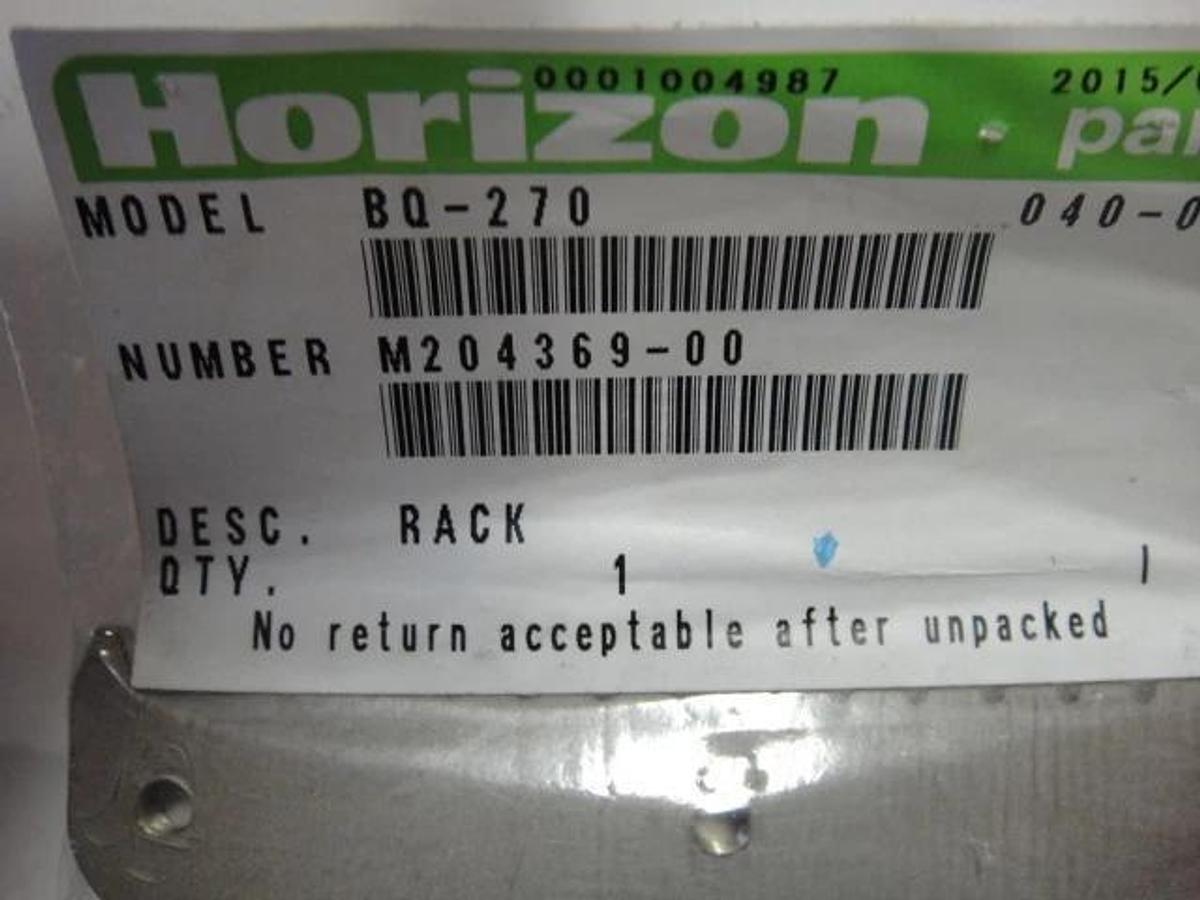 0001004987 2015/
Horizon
MODEL BQ-270 040-0
NUMBER M204369-00
DESC. RACK
QTY. 1
No return acceptable after unpacked